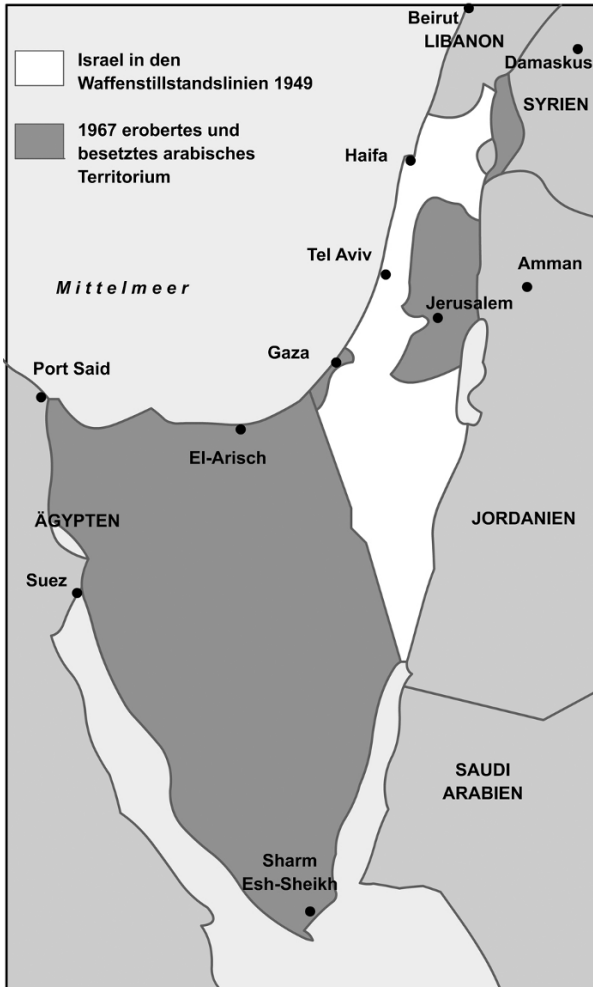 Beirut
LIBANON
Israel in den
Waffenstillstandslinien 1949
Damaskus
SYRIEN
1967 erobertes und
besetztes arabisches
Territorium
Haifa
Tel Aviv
Amman
Mittelmeer
Jerusalem
Gaza
Port Said
El-Arisch
ÄGYPTEN
JORDANIEN
Suez
SAUDI
ARABIEN
Sharm
Esh-Sheikh